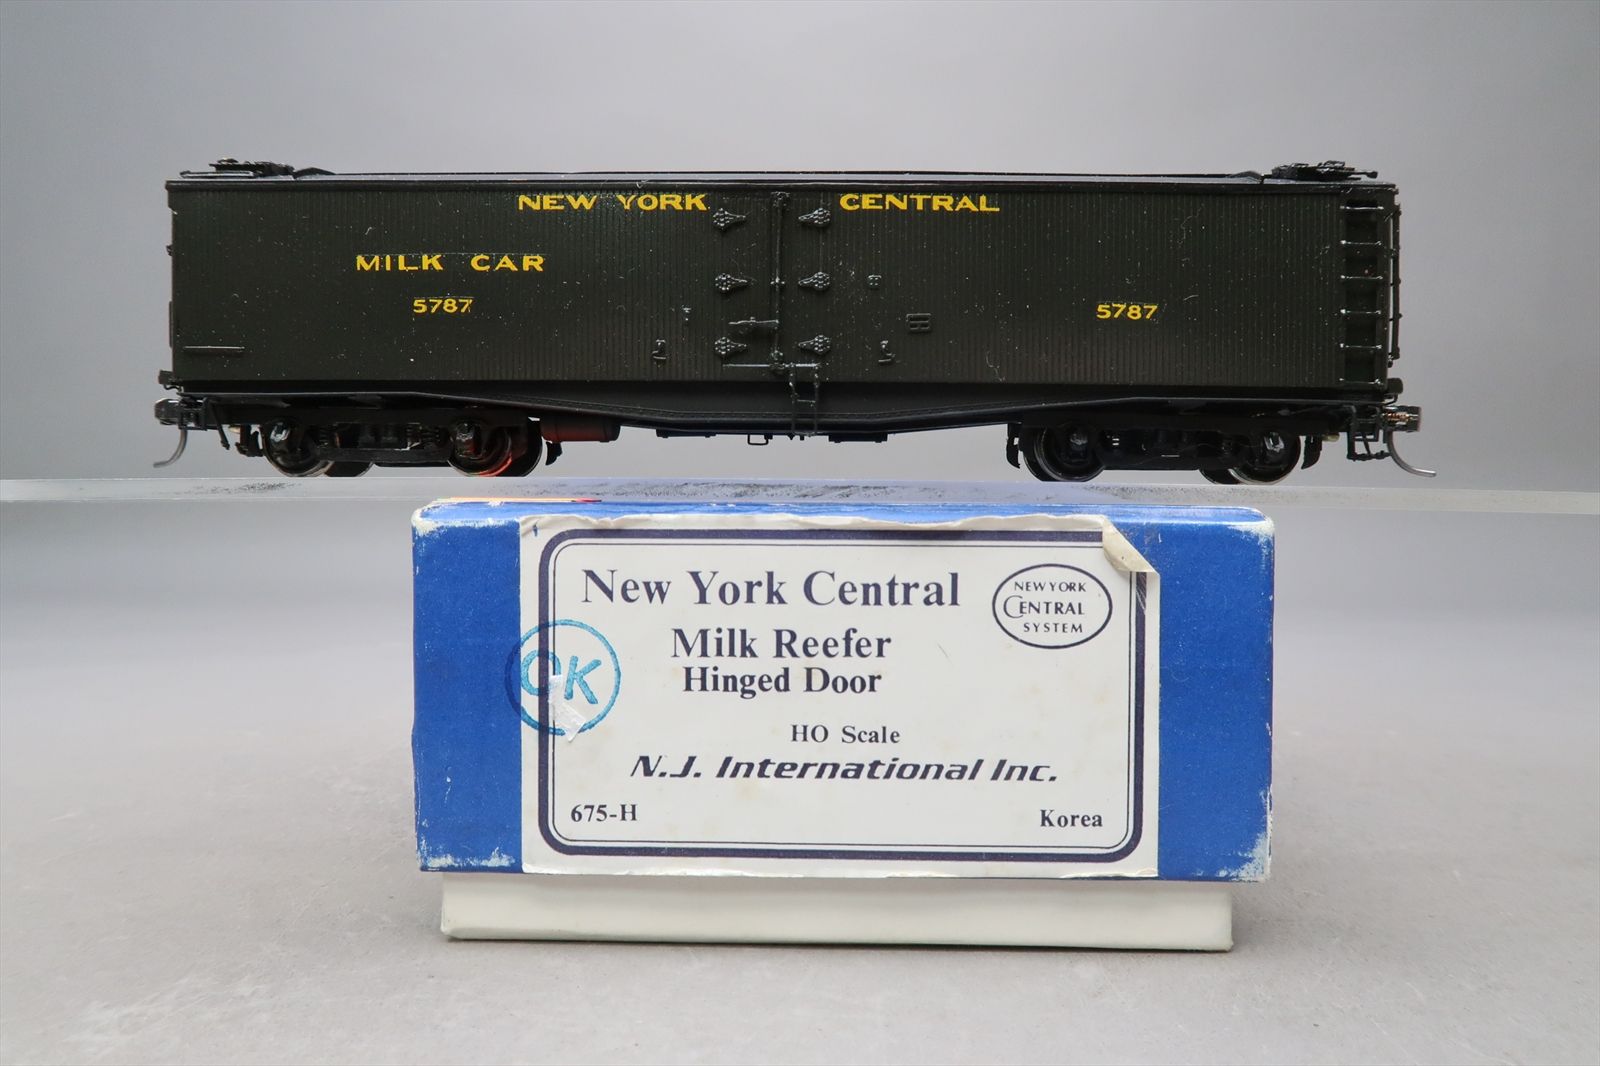 NEW YORK CENTRAL
MILK CAR
5787
5787
New York Central
NEW YORK
CENTRAL
SYSTEM
Milk Reefer
Hinged Door
OK
HO Scale
N.J. International Inc.
675-H
Korea